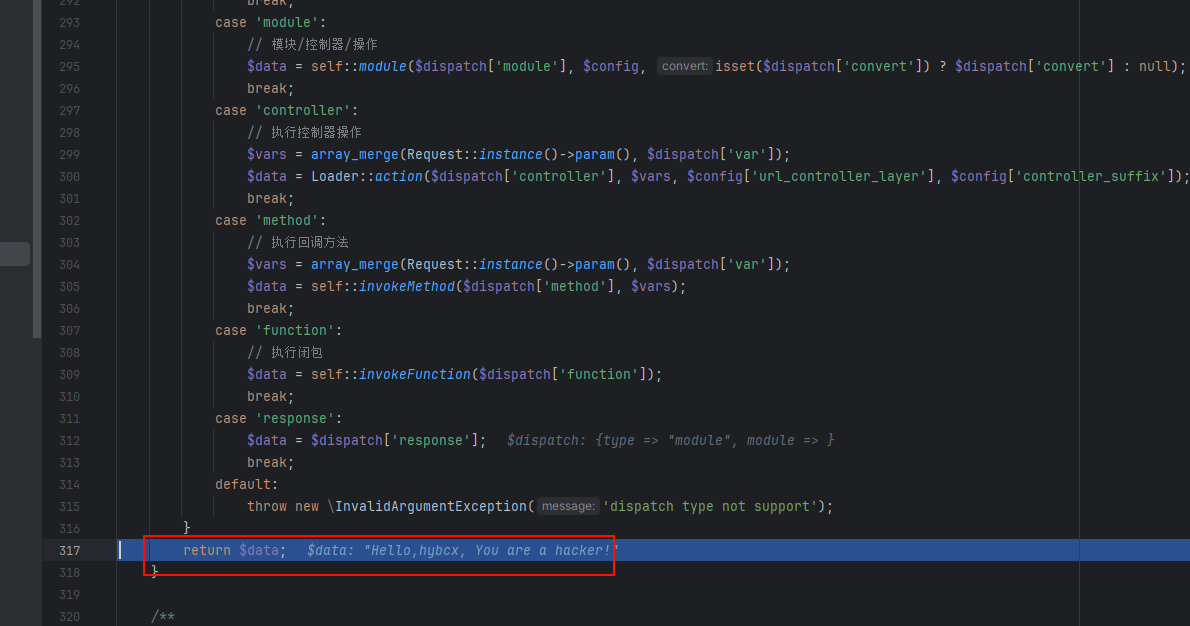 292 break;
293 case 'module':
294 // 模块/控制器/操作
295 $data = self::module($dispatch['module'], $config, convert: isset($dispatch['convert']) ? $dispatch['convert'] : null);
296 break;
297 case 'controller':
298 // 执行控制器操作
299 $vars = array_merge(Request::instance()->param(), $dispatch['var']);
300 $data = Loader::action($dispatch['controller'], $vars, $config['url_controller_layer'], $config['controller_suffix']);
301 break;
302 case 'method':
303 // 执行回调方法
304 $vars = array_merge(Request::instance()->param(), $dispatch['var']);
305 $data = self::invokeMethod($dispatch['method'], $vars);
306 break;
307 case 'function':
308 // 执行闭包
309 $data = self::invokeFunction($dispatch['function']);
310 break;
311 case 'response':
312 $data = $dispatch['response']; $dispatch: {type => "module", module => }
313 break;
314 default:
315 throw new \InvalidArgumentException( message: 'dispatch type not support');
316 }
317 return $data; $data: "Hello,hybcx, You are a hacker!"
318 }
319
320 /**